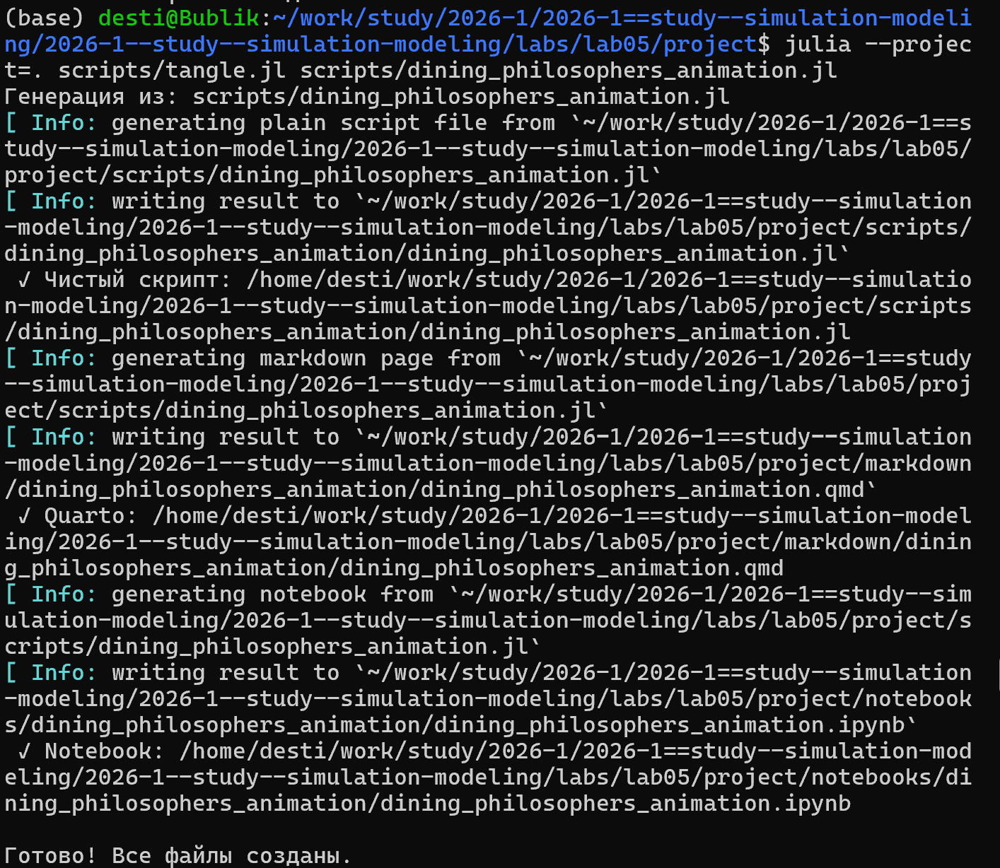 (base) desti@Bublik:~/work/study/2026-1/2026-1==study--simulation-modeli
ng/2026-1--study--simulation-modeling/labs/lab05/project$ julia --projec
t=. scripts/tangle.jl scripts/dining_philosophers_animation.jl
Генерация из: scripts/dining_philosophers_animation.jl
[ Info: generating plain script file from `~/work/study/2026-1/2026-1==s
tudy--simulation-modeling/2026-1--study--simulation-modeling/labs/lab05/
project/scripts/dining_philosophers_animation.jl`
[ Info: writing result to `~/work/study/2026-1/2026-1==study--simulation
-modeling/2026-1--study--simulation-modeling/labs/lab05/project/scripts/
dining_philosophers_animation/dining_philosophers_animation.jl`
 ✓ Чистый скрипт: /home/desti/work/study/2026-1/2026-1==study--simulatio
n-modeling/2026-1--study--simulation-modeling/labs/lab05/project/scripts
/dining_philosophers_animation/dining_philosophers_animation.jl
[ Info: generating markdown page from `~/work/study/2026-1/2026-1==study
--simulation-modeling/2026-1--study--simulation-modeling/labs/lab05/proj
ect/scripts/dining_philosophers_animation.jl`
[ Info: writing result to `~/work/study/2026-1/2026-1==study--simulation
-modeling/2026-1--study--simulation-modeling/labs/lab05/project/markdown
/dining_philosophers_animation/dining_philosophers_animation.qmd`
 ✓ Quarto: /home/desti/work/study/2026-1/2026-1==study--simulation-model
ing/2026-1--study--simulation-modeling/labs/lab05/project/markdown/dinin
g_philosophers_animation/dining_philosophers_animation.qmd
[ Info: generating notebook from `~/work/study/2026-1/2026-1==study--sim
ulation-modeling/2026-1--study--simulation-modeling/labs/lab05/project/s
cripts/dining_philosophers_animation.jl`
[ Info: writing result to `~/work/study/2026-1/2026-1==study--simulation
-modeling/2026-1--study--simulation-modeling/labs/lab05/project/notebook
s/dining_philosophers_animation/dining_philosophers_animation.ipynb`
 ✓ Notebook: /home/desti/work/study/2026-1/2026-1==study--simulation-mod
eling/2026-1--study--simulation-modeling/labs/lab05/project/notebooks/di
ning_philosophers_animation/dining_philosophers_animation.ipynb
Готово! Все файлы созданы.